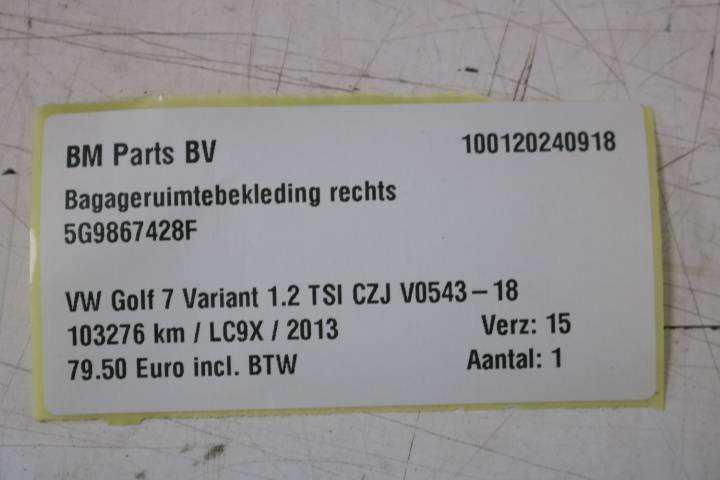 BM Parts BV 100120240918
Bagageruimtebekleding rechts
5G9867428F
VW Golf 7 Variant 1.2 TSI CZJ V0543-18
103276 km / LC9X / 2013 Verz: 15
79.50 Euro incl. BTW Aantal: 1